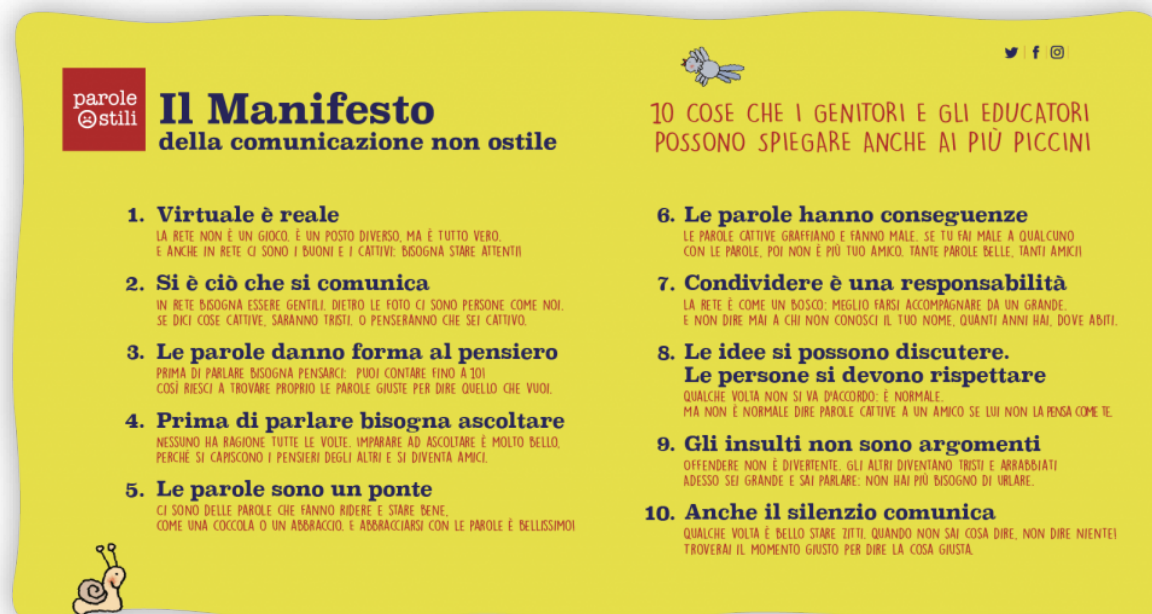 parole
ostili
Il Manifesto
della comunicazione non ostile
10 COSE CHE I GENITORI E GLI EDUCATORI
POSSONO SPIEGARE ANCHE AI PIÙ PICCINI
1. Virtuale è reale
LA RETE NON È UN GIOCO. È UN POSTO DIVERSO, MA È TUTTO VERO.
E ANCHE IN RETE CI SONO I BUONI E I CATTIVI: BISOGNA STARE ATTENTI!
2. Si è ciò che si comunica
IN RETE BISOGNA ESSERE GENTILI. DIETRO LE FOTO CI SONO PERSONE COME NOI.
SE DICI COSE CATTIVE, SARANNO TRISTI. O PENSERANNO CHE SEI CATTIVO.
3. Le parole danno forma al pensiero
PRIMA DI PARLARE BISOGNA PENSARCI: PUOI CONTARE FINO A 10!
COSÌ RIESCI A TROVARE PROPRIO LE PAROLE GIUSTE PER DIRE QUELLO CHE VUOI.
4. Prima di parlare bisogna ascoltare
NESSUNO HA RAGIONE TUTTE LE VOLTE. IMPARARE AD ASCOLTARE È MOLTO BELLO,
PERCHÉ SI CAPISCONO I PENSIERI DEGLI ALTRI E SI DIVENTA AMICI.
5. Le parole sono un ponte
CI SONO DELLE PAROLE CHE FANNO RIDERE E STARE BENE,
COME UNA COCCOLA O UN ABBRACCIO. E ABBRACCIARSI CON LE PAROLE È BELLISSIMO!
6. Le parole hanno conseguenze
LE PAROLE CATTIVE GRAFFIANO E FANNO MALE. SE TU FAI MALE A QUALCUNO
CON LE PAROLE, POI NON È PIÙ TUO AMICO. TANTE PAROLE BELLE, TANTI AMICI!
7. Condividere è una responsabilità
LA RETE È COME UN BOSCO: MEGLIO FARSI ACCOMPAGNARE DA UN GRANDE.
E NON DIRE MAI A CHI NON CONOSCI IL TUO NOME, QUANTI ANNI HAI, DOVE ABITI.
8. Le idee si possono discutere.
Le persone si devono rispettare
QUALCHE VOLTA NON SI VA D'ACCORDO: È NORMALE.
MA NON È NORMALE DIRE PAROLE CATTIVE A UN AMICO SE LUI NON LA PENSA COME TE.
9. Gli insulti non sono argomenti
OFFENDERE NON È DIVERTENTE. GLI ALTRI DIVENTANO TRISTI E ARRABBIATI
ADESSO SEI GRANDE E SAI PARLARE: NON HAI PIÙ BISOGNO DI URLARE.
10. Anche il silenzio comunica
QUALCHE VOLTA È BELLO STARE ZITTI. QUANDO NON SAI COSA DIRE, NON DIRE NIENTE!
TROVERAI IL MOMENTO GIUSTO PER DIRE LA COSA GIUSTA.